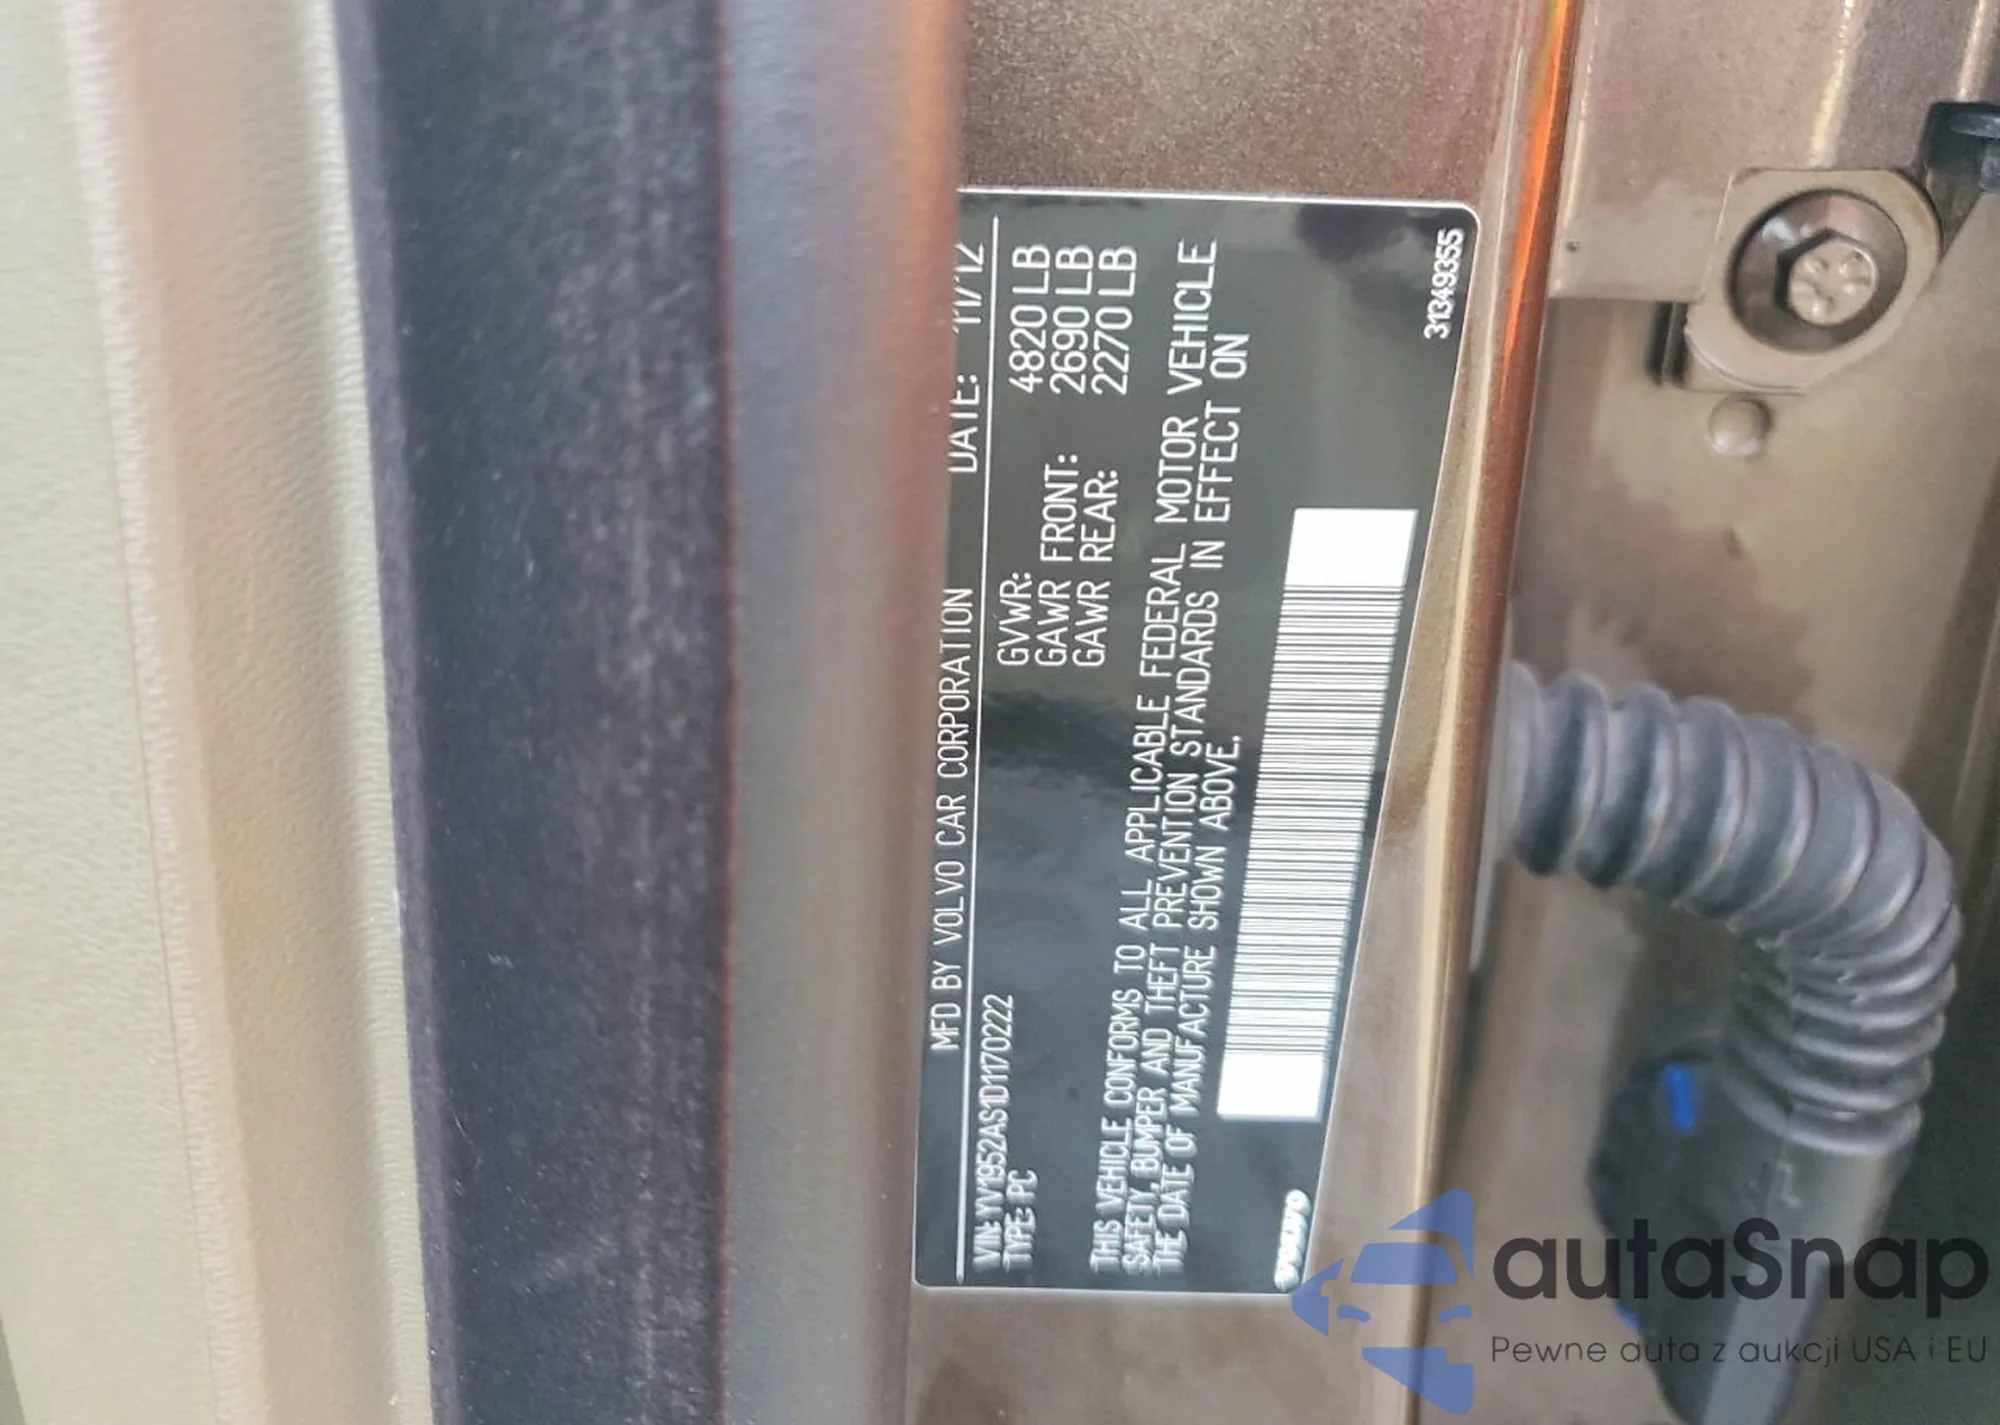 MFD BY VOLVO CAR CORPORATION DATE: 11/12
VIN: YV1952AS1D1170222
TYPE: PC
GVWR: 4820 LB
GAWR FRONT: 2690 LB
GAWR REAR: 2270 LB
THIS VEHICLE CONFORMS TO ALL APPLICABLE FEDERAL MOTOR VEHICLE
SAFETY, BUMPER AND THEFT PREVENTION STANDARDS IN EFFECT ON
THE DATE OF MANUFACTURE SHOWN ABOVE.
VOLVO
31349355
autaSnap
Pewne auta z aukcji USA i EU